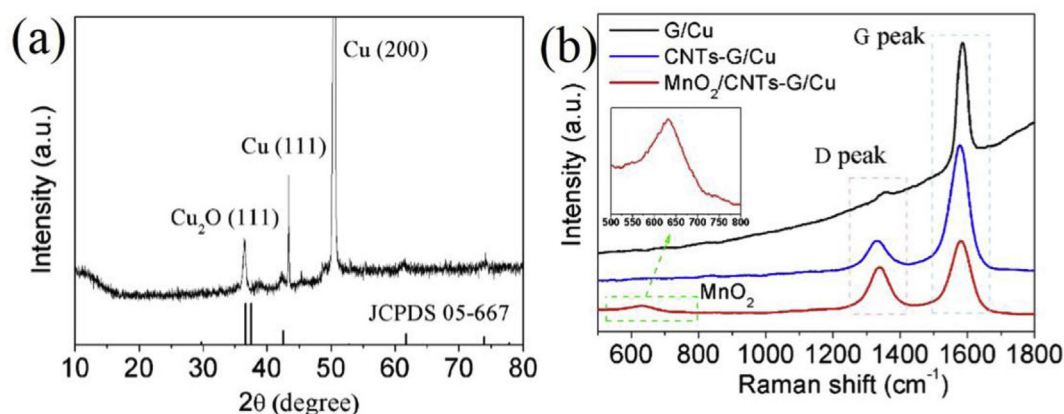 (a)
Cu (200)
Cu (111)
Cu₂O (111)
JCPDS 05-667
Intensity (a.u.)
10 20 30 40 50 60 70 80
2θ (degree)
(b)
G/Cu
CNTs-G/Cu
MnO₂/CNTs-G/Cu
G peak
D peak
500 550 600 650 700 750 800
MnO₂
Intensity (a.u.)
600 800 1000 1200 1400 1600 1800
Raman shift (cm⁻¹)